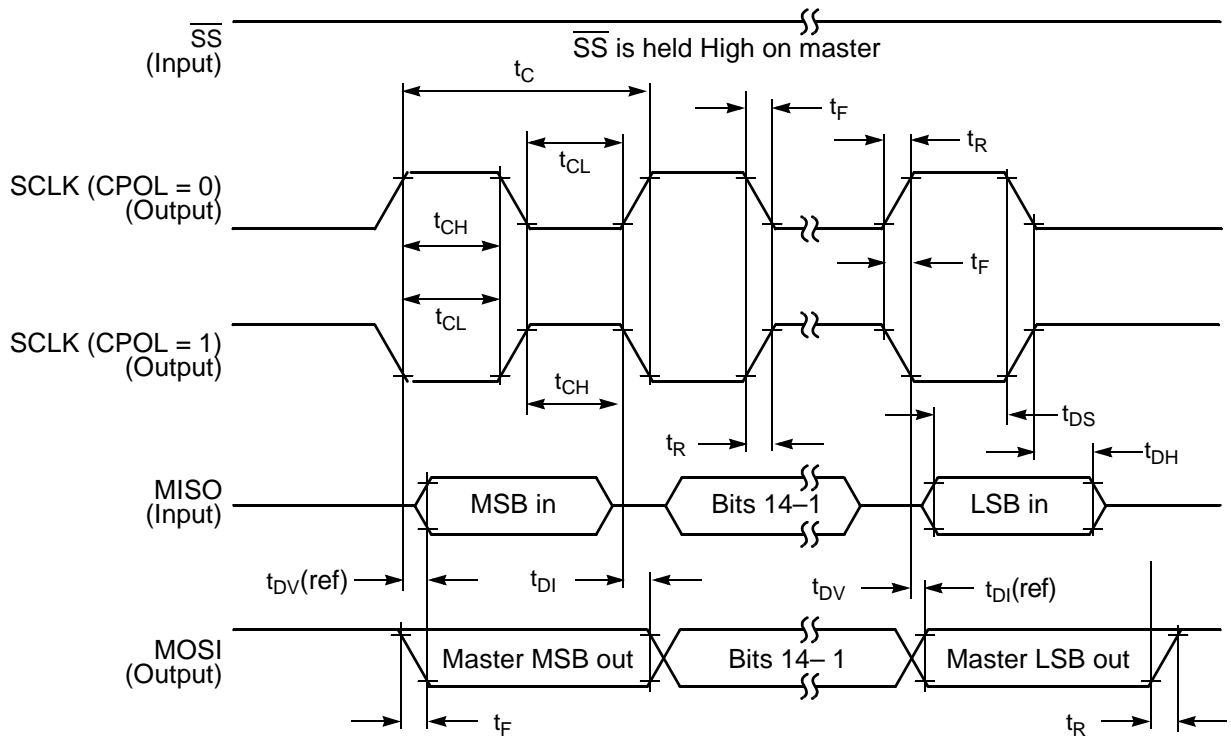 SS
(Input)
SS is held High on master
tC
tF
tR
tCL
SCLK (CPOL = 0)
(Output)
tCH
tF
tCL
SCLK (CPOL = 1)
(Output)
tCH
tDS
tR
tDH
MISO
(Input)
MSB in
Bits 14–1
LSB in
tDV(ref)
tDI
tDV
tDI(ref)
MOSI
(Output)
Master MSB out
Bits 14– 1
Master LSB out
tF
tR